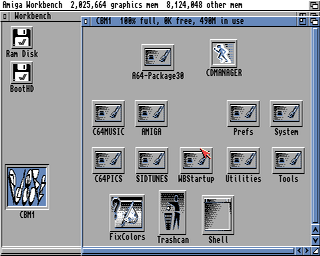 Amiga Workbench 2,025,664 graphics mem 8,124,048 other mem
Workbench
CBM1 100% full, 0K free, 490M in use
Ram Disk
BootHD
CBM1
A64-Package30
CDMANAGER
C64MUSIC
AMIGA
Prefs
System
C64PICS
SIDTUNES
WBStartup
Utilities
Tools
FixColors
Trashcan
Shell